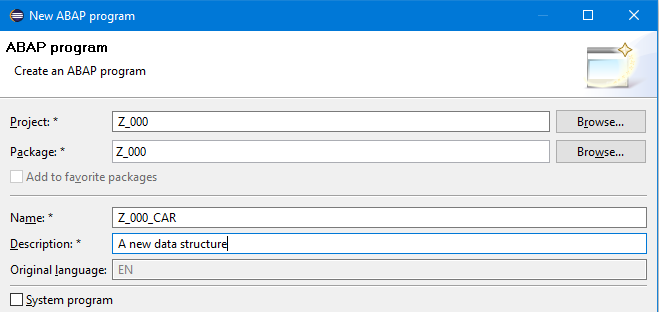 New ABAP program
ABAP program
Create an ABAP program
Project: * Z_000 Browse...
Package: * Z_000 Browse...
Add to favorite packages
Name: * Z_000_CAR
Description: * A new data structure
Original language: EN
System program